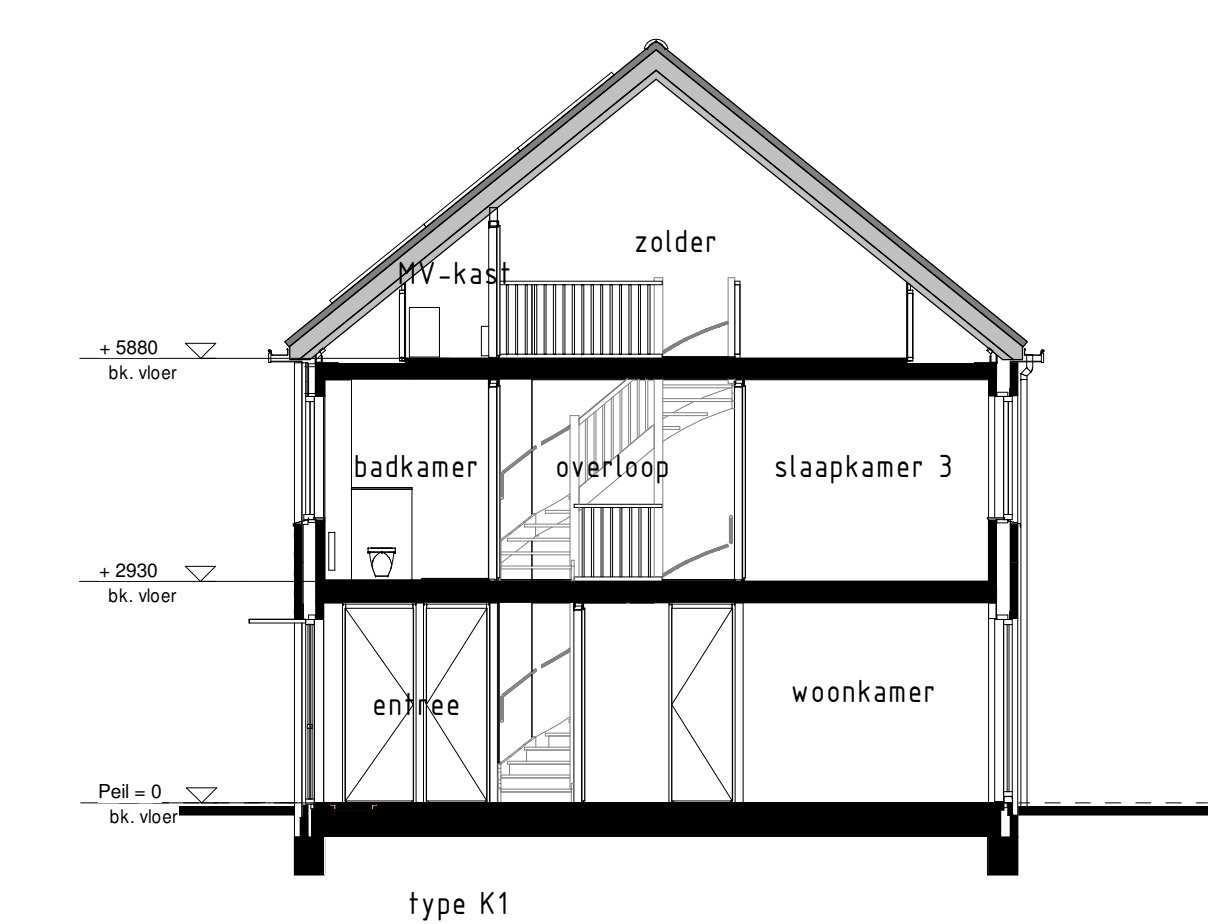 zolder
MV-kast
+ 5880
bk. vloer
badkamer
overloop
slaapkamer 3
+ 2930
bk. vloer
entree
woonkamer
Peil = 0
bk. vloer
type K1